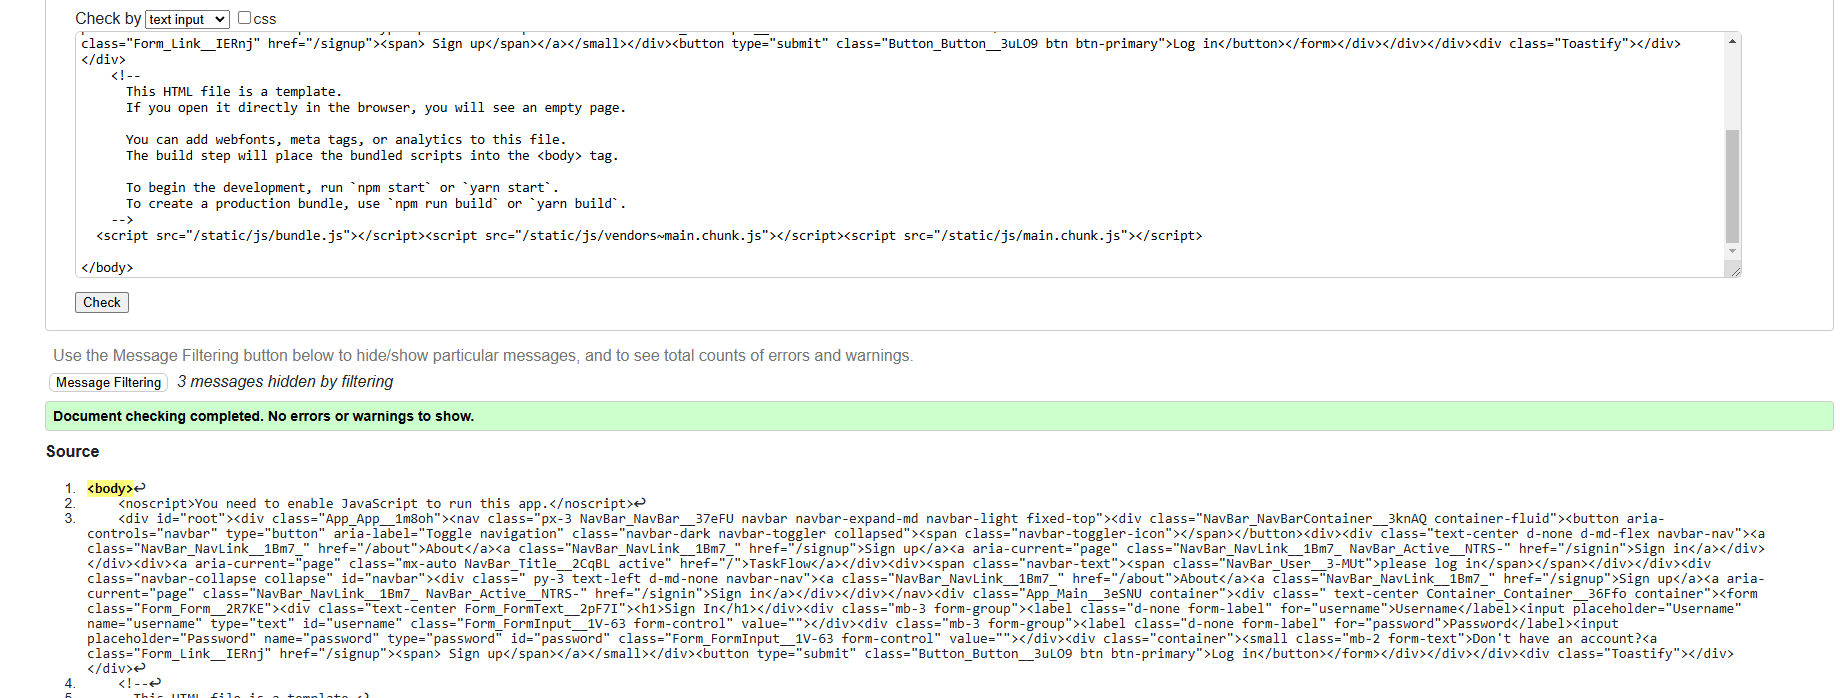 Check by text input css
class="Form_Link__IERnj" href="/signup"><span> Sign up</span></a></small></div><button type="submit" class="Button_Button__3uLO9 btn btn-primary">Log in</button></form></div></div></div><div class="Toastify"></div>
</div>
<!--
This HTML file is a template.
If you open it directly in the browser, you will see an empty page.
You can add webfonts, meta tags, or analytics to this file.
The build step will place the bundled scripts into the <body> tag.
To begin the development, run `npm start` or `yarn start`.
To create a production bundle, use `npm run build` or `yarn build`.
-->
<script src="/static/js/bundle.js"></script><script src="/static/js/vendors~main.chunk.js"></script><script src="/static/js/main.chunk.js"></script>
</body>
Check
Use the Message Filtering button below to hide/show particular messages, and to see total counts of errors and warnings.
Message Filtering 3 messages hidden by filtering
Document checking completed. No errors or warnings to show.
Source
1. <body>↩
2. <noscript>You need to enable JavaScript to run this app.</noscript>↩
3. <div id="root"><div class="App_App__1m8oh"><nav class="px-3 NavBar_NavBar__37eFU navbar navbar-expand-md navbar-light fixed-top"><div class="NavBar_NavBarContainer__3knAQ container-fluid"><button aria-
controls="navbar" type="button" aria-label="Toggle navigation" class="navbar-dark navbar-toggler collapsed"><span class="navbar-toggler-icon"></span></button><div><div class="text-center d-none d-md-flex navbar-nav"><a
class="NavBar_NavLink__1Bm7_" href="/about">About</a><a class="NavBar_NavLink__1Bm7_" href="/signup">Sign up</a><a aria-current="page" class="NavBar_NavLink__1Bm7_ NavBar_Active__NTRS-" href="/signin">Sign in</a></div>
</div><div><a aria-current="page" class="mx-auto NavBar_Title__2CqBL active" href="/">TaskFlow</a></div><div><span class="navbar-text"><span class="NavBar_User__3-MUt">please log in</span></span></div></div><div
class="navbar-collapse collapse" id="navbar"><div class=" py-3 text-left d-md-none navbar-nav"><a class="NavBar_NavLink__1Bm7_" href="/about">About</a><a class="NavBar_NavLink__1Bm7_" href="/signup">Sign up</a><a aria-
current="page" class="NavBar_NavLink__1Bm7_ NavBar_Active__NTRS-" href="/signin">Sign in</a></div></div></nav><div class="App_Main__3eSNU container"><div class=" text-center Container_Container__36Ffo container"><form
class="Form_Form__2R7KE"><div class="text-center Form_FormText__2pF7I"><h1>Sign In</h1></div><div class="mb-3 form-group"><label class="d-none form-label" for="username">Username</label><input placeholder="Username"
name="username" type="text" id="username" class="Form_FormInput__1V-63 form-control" value=""></div><div class="mb-3 form-group"><label class="d-none form-label" for="password">Password</label><input
placeholder="Password" name="password" type="password" id="password" class="Form_FormInput__1V-63 form-control" value=""></div><div class="container"><small class="mb-2 form-text">Don't have an account?<a
class="Form_Link__IERnj" href="/signup"><span> Sign up</span></a></small></div><button type="submit" class="Button_Button__3uLO9 btn btn-primary">Log in</button></form></div></div></div><div class="Toastify"></div>
</div>↩
4. <!--↩
5. This HTML file is a template.↩